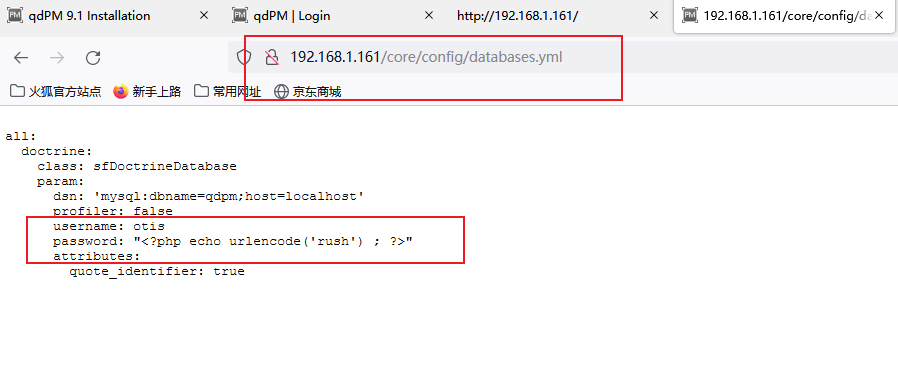 qdPM 9.1 Installation
qdPM | Login
http://192.168.1.161/
192.168.1.161/core/config/da
192.168.1.161/core/config/databases.yml
火狐官方站点
新手上路
常用网址
京东商城
all:
  doctrine:
    class: sfDoctrineDatabase
    param:
      dsn: 'mysql:dbname=qdpm;host=localhost'
      profiler: false
      username: otis
      password: "<?php echo urlencode('rush') ; ?>"
      attributes:
        quote_identifier: true